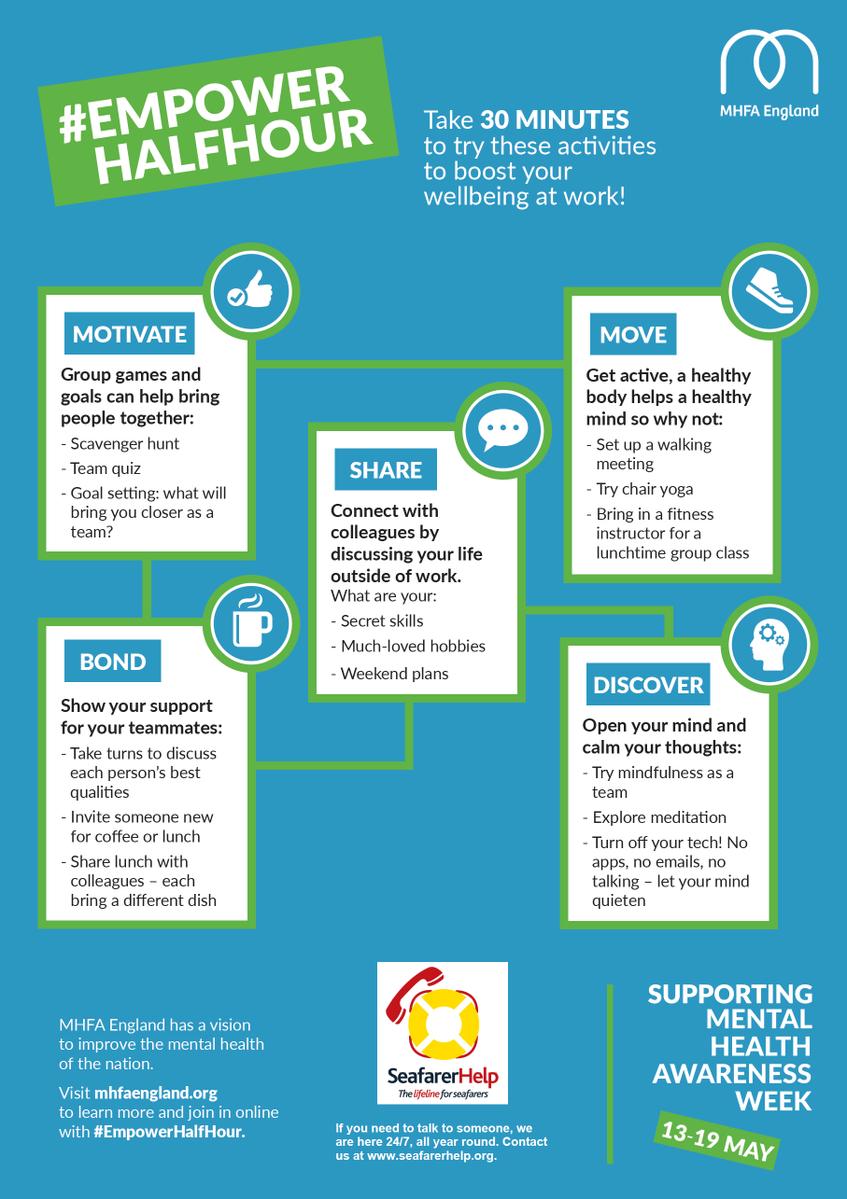 #EMPOWER
HALFHOUR
Take 30 MINUTES
to try these activities
to boost your
wellbeing at work!
MHFA England
MOTIVATE
Group games and
goals can help bring
people together:
- Scavenger hunt
- Team quiz
- Goal setting: what will
bring you closer as a
team?
MOVE
Get active, a healthy
body helps a healthy
mind so why not:
- Set up a walking
meeting
- Try chair yoga
- Bring in a fitness
instructor for a
lunchtime group class
SHARE
Connect with
colleagues by
discussing your life
outside of work.
What are your:
- Secret skills
- Much-loved hobbies
- Weekend plans
BOND
Show your support
for your teammates:
- Take turns to discuss
each person’s best
qualities
- Invite someone new
for coffee or lunch
- Share lunch with
colleagues – each
bring a different dish
DISCOVER
Open your mind and
calm your thoughts:
- Try mindfulness as a
team
- Explore meditation
- Turn off your tech! No
apps, no emails, no
talking – let your mind
quieten
MHFA England has a vision
to improve the mental health
of the nation.
Visit mhfaengland.org
to learn more and join in online
with #EmpowerHalfHour.
SeafarerHelp
The lifeline for seafarers
If you need to talk to someone, we
are here 24/7, all year round. Contact
us at www.seafarerhelp.org.
SUPPORTING
MENTAL
HEALTH
AWARENESS
WEEK
13-19 MAY